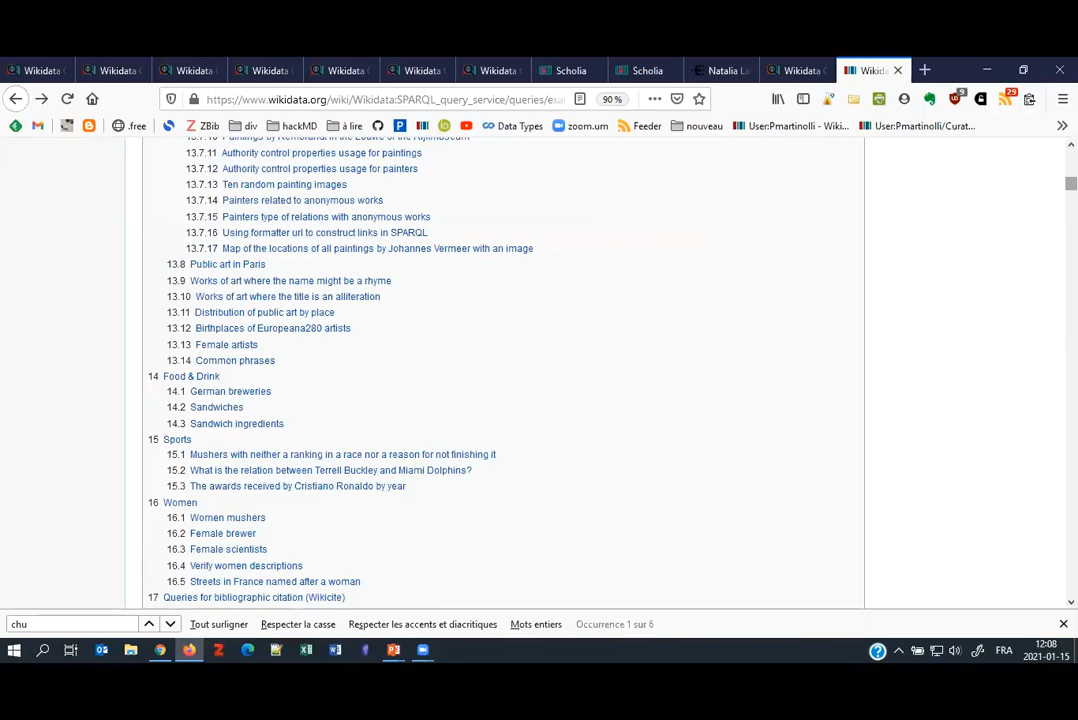 Wikidata
Wikidata
Wikidata
Wikidata
Wikidata
Wikidata
Wikidata
Scholia
Scholia
Natalia La
Wikidata
Wikida
https://www.wikidata.org/wiki/Wikidata:SPARQL_query_service/queries/exa
90 %
9
29
.free
ZBib
div
hackMD
à lire
Data Types
zoom.um
Feeder
nouveau
User:Pmartinolli - Wiki...
User:Pmartinolli/Curat...
13.7.11 Authority control properties usage for paintings
13.7.12 Authority control properties usage for painters
13.7.13 Ten random painting images
13.7.14 Painters related to anonymous works
13.7.15 Painters type of relations with anonymous works
13.7.16 Using formatter url to construct links in SPARQL
13.7.17 Map of the locations of all paintings by Johannes Vermeer with an image
13.8 Public art in Paris
13.9 Works of art where the name might be a rhyme
13.10 Works of art where the title is an alliteration
13.11 Distribution of public art by place
13.12 Birthplaces of Europeana280 artists
13.13 Female artists
13.14 Common phrases
14 Food & Drink
14.1 German breweries
14.2 Sandwiches
14.3 Sandwich ingredients
15 Sports
15.1 Mushers with neither a ranking in a race nor a reason for not finishing it
15.2 What is the relation between Terrell Buckley and Miami Dolphins?
15.3 The awards received by Cristiano Ronaldo by year
16 Women
16.1 Women mushers
16.2 Female brewer
16.3 Female scientists
16.4 Verify women descriptions
16.5 Streets in France named after a woman
17 Queries for bibliographic citation (Wikicite)
chu
Tout surligner
Respecter la casse
Respecter les accents et diacritiques
Mots entiers
Occurrence 1 sur 6
FRA
12:08
2021-01-15